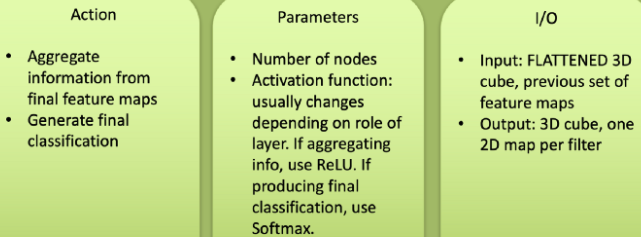 Action
• Aggregate
information from
final feature maps
• Generate final
classification
Parameters
• Number of nodes
• Activation function:
usually changes
depending on role of
layer. If aggregating
info, use ReLU. If
producing final
classification, use
Softmax.
I/O
• Input: FLATTENED 3D
cube, previous set of
feature maps
• Output: 3D cube, one
2D map per filter